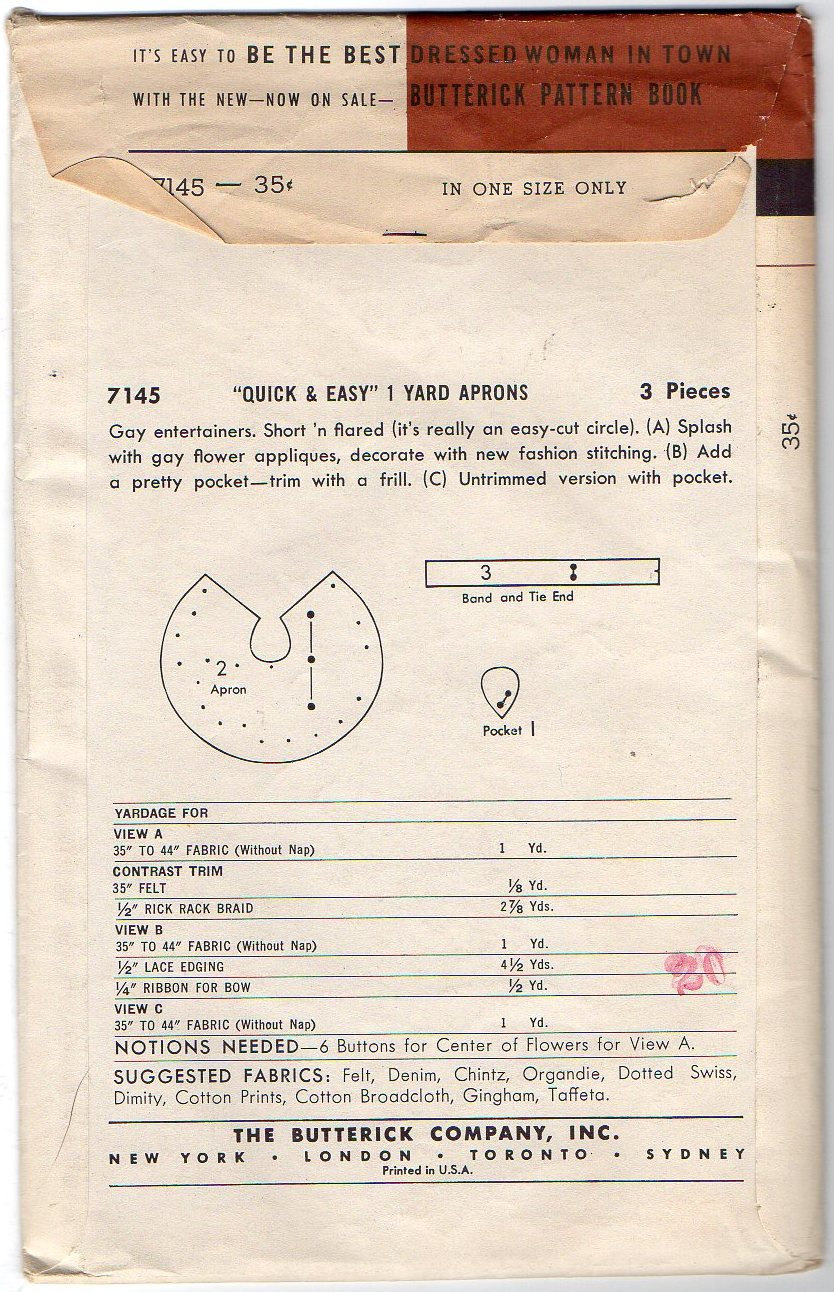 IT'S EASY TO BE THE BEST DRESSED WOMAN IN TOWN
WITH THE NEW—NOW ON SALE— BUTTERICK PATTERN BOOK
7145 — 35¢ IN ONE SIZE ONLY
35¢
7145 "QUICK & EASY" 1 YARD APRONS 3 Pieces
Gay entertainers. Short 'n flared (it's really an easy-cut circle). (A) Splash
with gay flower appliques, decorate with new fashion stitching. (B) Add
a pretty pocket—trim with a frill. (C) Untrimmed version with pocket.
3
Band and Tie End
2
Apron
Pocket 1
YARDAGE FOR
VIEW A
35" TO 44" FABRIC (Without Nap) 1 Yd.
CONTRAST TRIM
35" FELT ⅛ Yd.
½" RICK RACK BRAID 2⅞ Yds.
VIEW B
35" TO 44" FABRIC (Without Nap) 1 Yd.
½" LACE EDGING 4½ Yds.
¼" RIBBON FOR BOW ½ Yd.
20
VIEW C
35" TO 44" FABRIC (Without Nap) 1 Yd.
NOTIONS NEEDED—6 Buttons for Center of Flowers for View A.
SUGGESTED FABRICS: Felt, Denim, Chintz, Organdie, Dotted Swiss,
Dimity, Cotton Prints, Cotton Broadcloth, Gingham, Taffeta.
THE BUTTERICK COMPANY, INC.
NEW YORK • LONDON • TORONTO • SYDNEY
Printed in U.S.A.